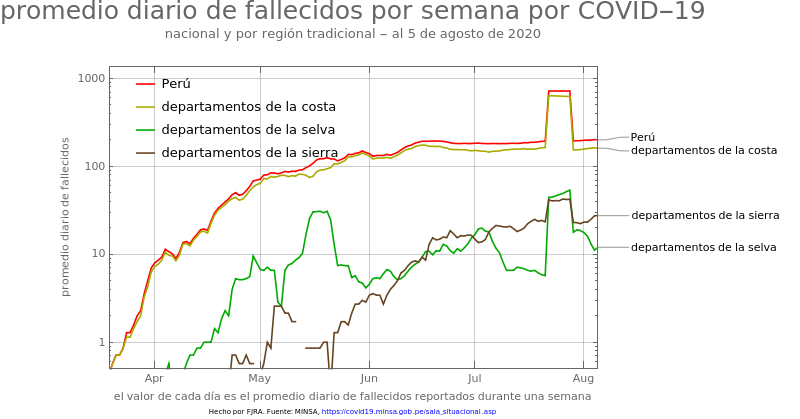 promedio diario de fallecidos por semana por COVID−19
nacional y por región tradicional − al 5 de agosto de 2020
promedio diario de fallecidos
1000
100
10
1
Perú
departamentos de la costa
departamentos de la selva
departamentos de la sierra
Perú
departamentos de la costa
departamentos de la sierra
departamentos de la selva
Apr May Jun Jul Aug
el valor de cada día es el promedio diario de fallecidos reportados durante una semana
Hecho por FJRA. Fuente: MINSA, https://covid19.minsa.gob.pe/sala_situacional.asp